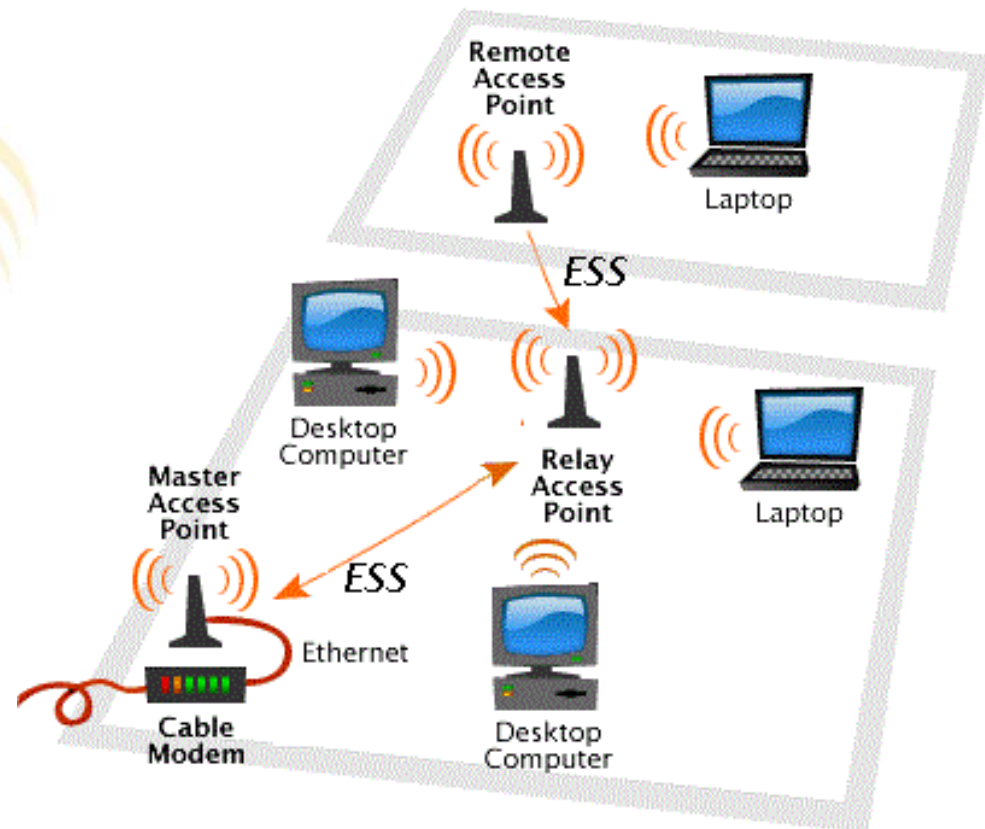 Remote
Access
Point
Laptop
ESS
Desktop
Computer
Relay
Access
Point
Laptop
Master
Access
Point
ESS
Ethernet
Cable
Modem
Desktop
Computer